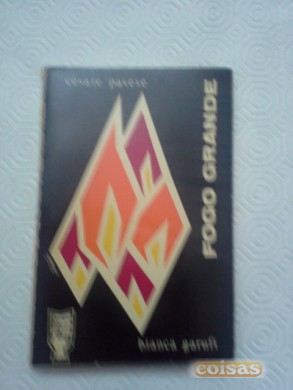 cesare pavese
FOGO GRANDE
bianca garufi
coisas